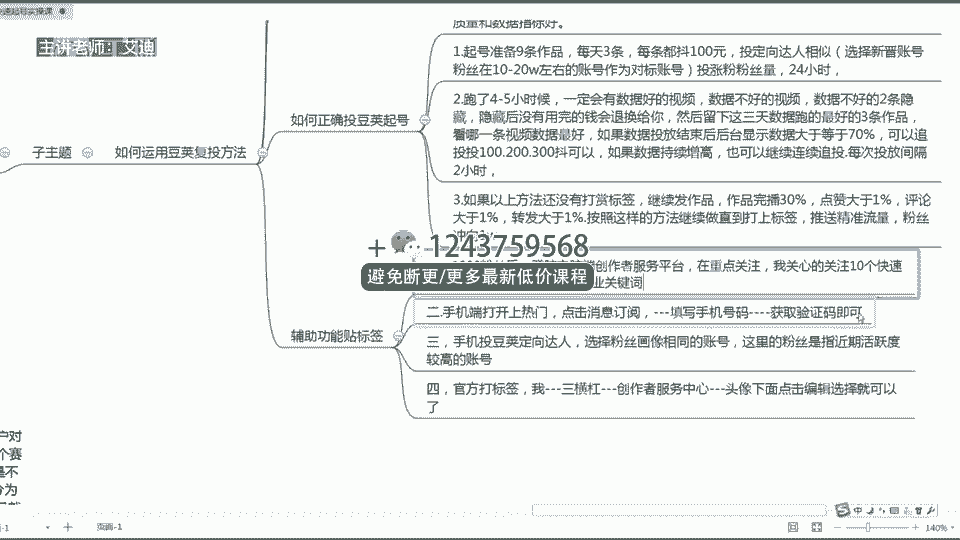 速起号实操课
主讲老师：艾迪
质量和数据指标好。
1.起号准备9条作品，每天3条，每条都抖100元，投定向达人相似（选择新晋账号
粉丝在10-20w左右的账号作为对标账号）投涨粉粉丝量，24小时，
如何正确投豆荚起号
2.跑了4-5小时候，一定会有数据好的视频，数据不好的视频，数据不好的2条隐
藏，隐藏后没有用完的钱会退换给你，然后留下这三天数据跑的最好的3条作品，
看哪一条视频数据最好，如果数据投放结束后后台显示数据大于等于70%，可以追
投投100.200.300抖可以，如果数据持续增高，也可以继续连续追投.每次投放间隔
2小时，
子主题
如何运用豆荚复投方法
3.如果以上方法还没有打赏标签，继续发作品，作品完播30%，点赞大于1%，评论
大于1%，转发大于1%.按照这样的方法继续做直到打上标签，推送精准流量，粉丝
+ 1243759568
避免断更/更多最新低价课程
创作者服务平台，在重点关注，我关心的关注10个快速
业关键词
辅助功能贴标签
二.手机端打开上热门，点击消息订阅，---填写手机号码----获取验证码即可
三，手机投豆荚定向达人，选择粉丝画像相同的账号，这里的粉丝是指近期活跃度
较高的账号
四，官方打标签，我---三横杠---创作者服务中心---头像下面点击编辑选择就可以
了
户对
个赛
是不
分为
页面-1
140%